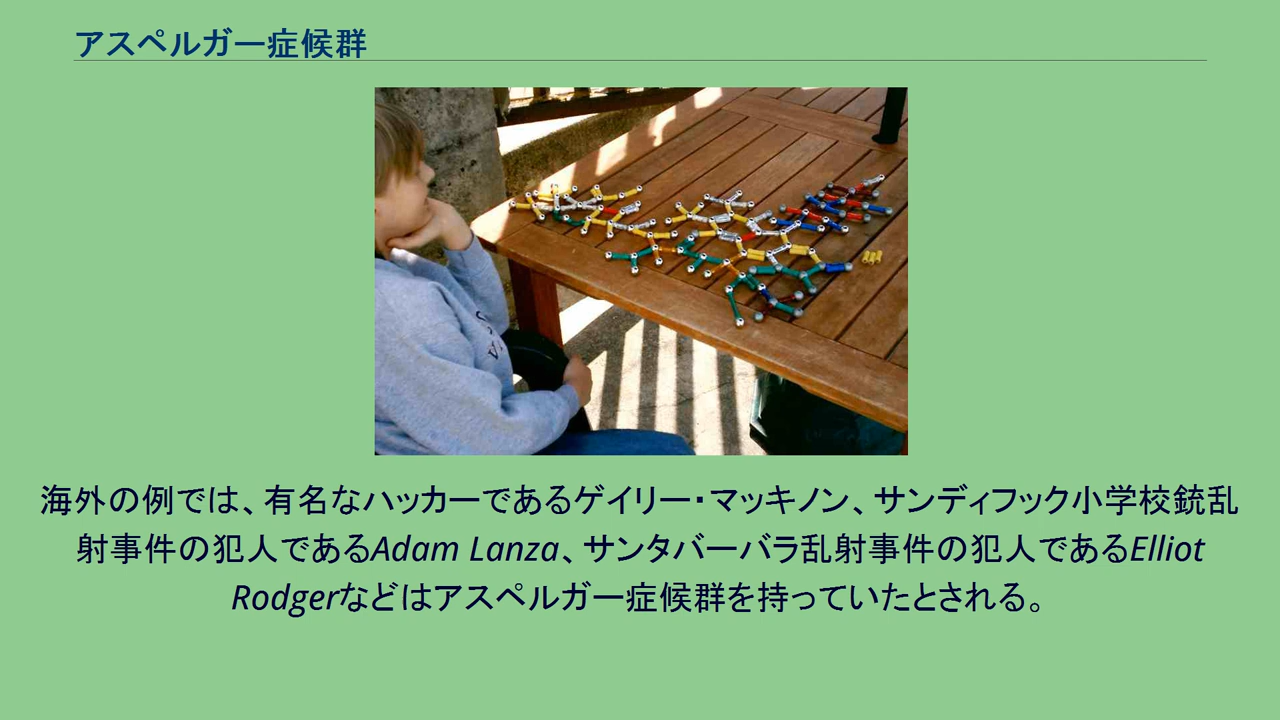 アスペルガー症候群
海外の例では、有名なハッカーであるゲイリー・マッキノン、サンディフック小学校銃乱
射事件の犯人であるAdam Lanza、サンタバーバラ乱射事件の犯人であるElliot
Rodgerなどはアスペルガー症候群を持っていたとされる。